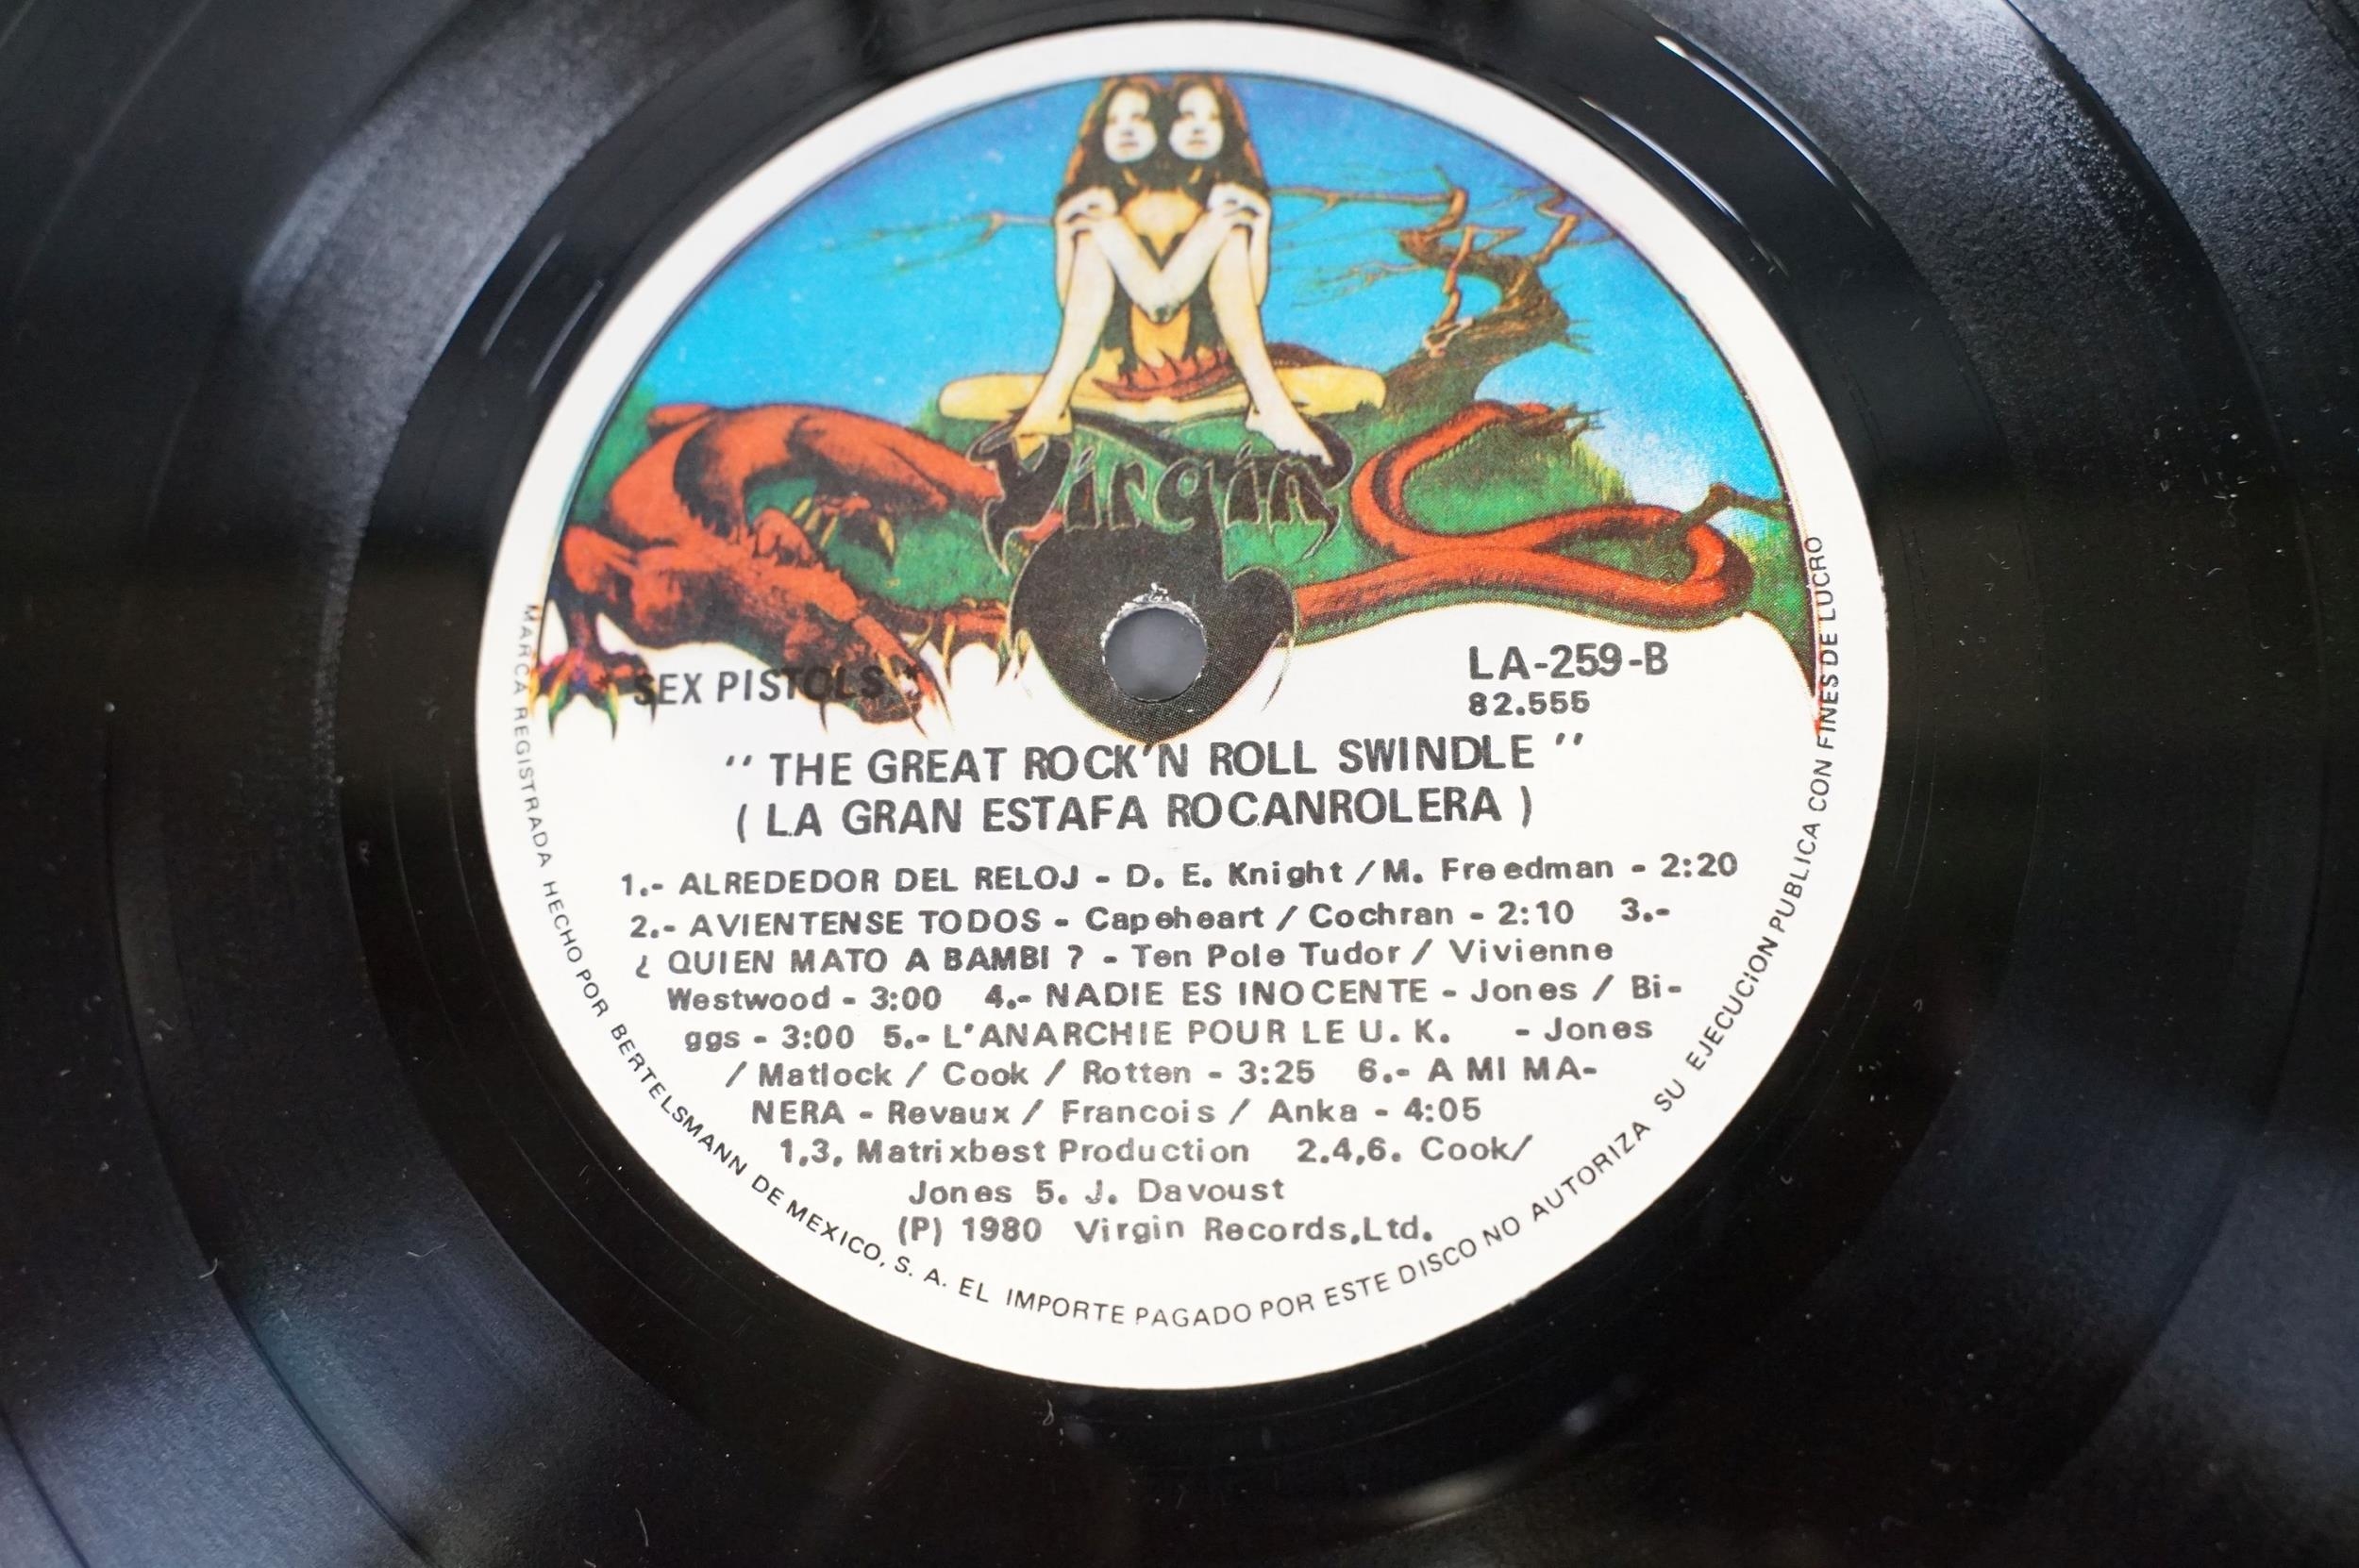 Virgin
"SEX PISTOLS"
LA-259-B
82.555
" THE GREAT ROCK'N ROLL SWINDLE "
( LA GRAN ESTAFA ROCANROLERA )
1.- ALREDEDOR DEL RELOJ - D. E. Knight / M. Freedman - 2:20
2.- AVIENTENSE TODOS - Capeheart / Cochran - 2:10 3.-
¿ QUIEN MATO A BAMBI ? - Ten Pole Tudor / Vivienne
Westwood - 3:00 4.- NADIE ES INOCENTE - Jones / Bi-
ggs - 3:00 5.- L'ANARCHIE POUR LE U. K. - Jones
/ Matlock / Cook / Rotten - 3:25 6.- A MI MA-
NERA - Revaux / Francois / Anka - 4:05
1,3, Matrixbest Production 2.4,6. Cook/
Jones 5. J. Davoust
(P) 1980 Virgin Records,Ltd.
MARCA REGISTRADA HECHO POR BERTELSMANN DE MEXICO, S. A. EL IMPORTE PAGADO POR ESTE DISCO NO AUTORIZA SU EJECUCION PUBLICA CON FINES DE LUCRO